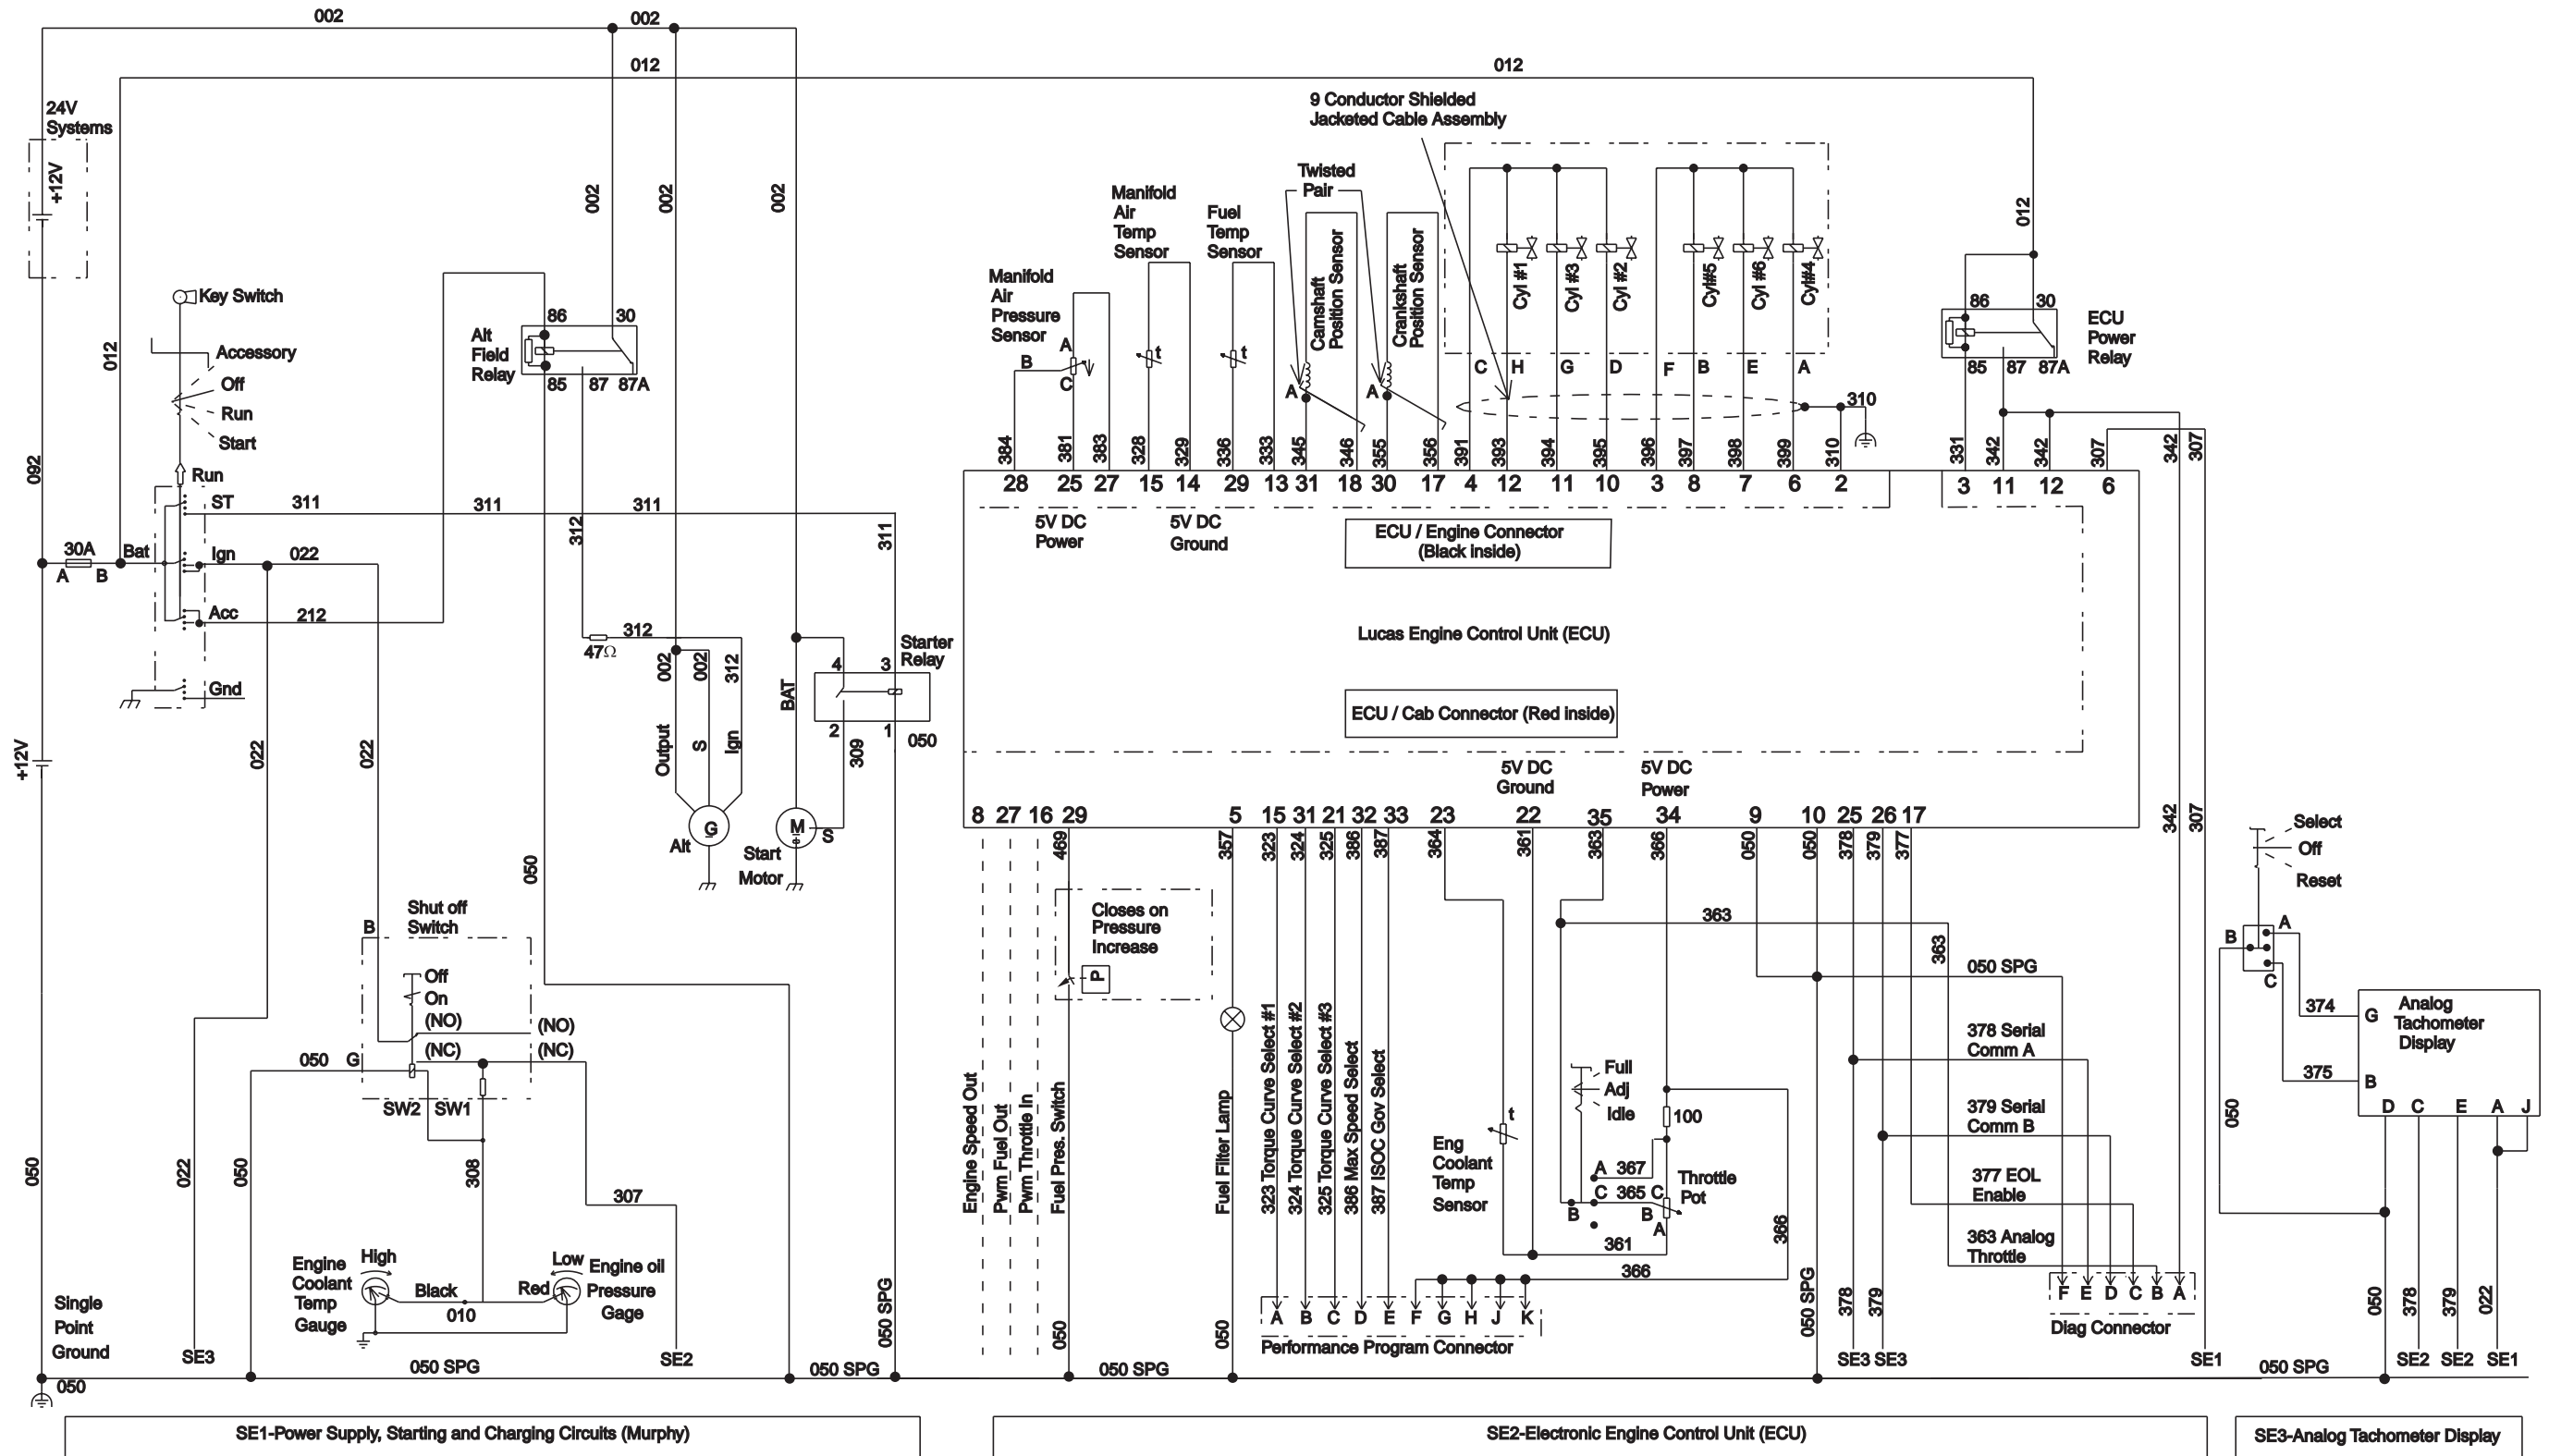 002
002
012
012
24V
Systems
+12V
002
002
002
012
092
012
Key Switch
Accessory
Off
Run
Start
Run
ST
311
311
311
312
311
30A
A
B
Bat
Ign
022
Acc
212
Gnd
+12V
022
022
Alt
Field
Relay
86
30
85
87
87A
312
47Ω
002
002
312
Output
S
Ign
BAT
G
Alt
M
S
Start
Motor
4
3
Starter
Relay
2
1
309
050
050
Shut off
Switch
B
Off
On
(NO)
(NO)
(NC)
(NC)
050
G
SW2
SW1
308
307
050
022
050
Engine
Coolant
Temp
Gauge
High
Black
010
Red
Low
Engine oil
Pressure
Gage
Single
Point
Ground
050
SE3
SE2
050 SPG
050 SPG
050 SPG
050 SPG
9 Conductor Shielded
Jacketed Cable Assembly
Manifold
Air
Pressure
Sensor
A
B
C
Manifold
Air
Temp
Sensor
t
Fuel
Temp
Sensor
t
Twisted
Pair
Camshaft
Position Sensor
A
Crankshaft
Position Sensor
A
Cyl #1
Cyl #3
Cyl #2
Cyl#5
Cyl #6
Cyl#4
C
H
G
D
F
B
E
A
310
384
381
383
328
329
336
333
345
346
355
356
391
393
394
395
396
397
398
399
310
28
25
27
15
14
29
13
31
18
30
17
4
12
11
10
3
8
7
6
2
5V DC
Power
5V DC
Ground
ECU / Engine Connector
(Black inside)
Lucas Engine Control Unit (ECU)
ECU / Cab Connector (Red inside)
012
86
30
85
87
87A
ECU
Power
Relay
331
342
342
307
342
307
3
11
12
6
5V DC
Ground
5V DC
Power
8
27
16
29
5
15
31
21
32
33
23
22
35
34
9
10
25
26
17
469
357
323
324
325
386
387
364
361
363
366
050
050
378
379
377
342
307
Closes on
Pressure
Increase
P
Engine Speed Out
Pwm Fuel Out
Pwm Throttle In
Fuel Pres. Switch
050
Fuel Filter Lamp
050
323 Torque Curve Select #1
324 Torque Curve Select #2
325 Torque Curve Select #3
386 Max Speed Select
387 ISOC Gov Select
A
B
C
D
E
F
G
H
J
K
Performance Program Connector
Eng
Coolant
Temp
Sensor
t
Full
Adj
Idle
100
A
367
C
365
C
B
B
A
Throttle
Pot
361
366
366
363
363
050 SPG
378 Serial
Comm A
379 Serial
Comm B
377 EOL
Enable
363 Analog
Throttle
F
E
D
C
B
A
Diag Connector
050 SPG
378
379
SE3
SE3
SE1
Select
Off
Reset
A
B
C
374
375
G
B
Analog
Tachometer
Display
D
C
E
A
J
050
050
378
379
022
SE2
SE2
SE1
050 SPG
SE1-Power Supply, Starting and Charging Circuits (Murphy)
SE2-Electronic Engine Control Unit (ECU)
SE3-Analog Tachometer Display